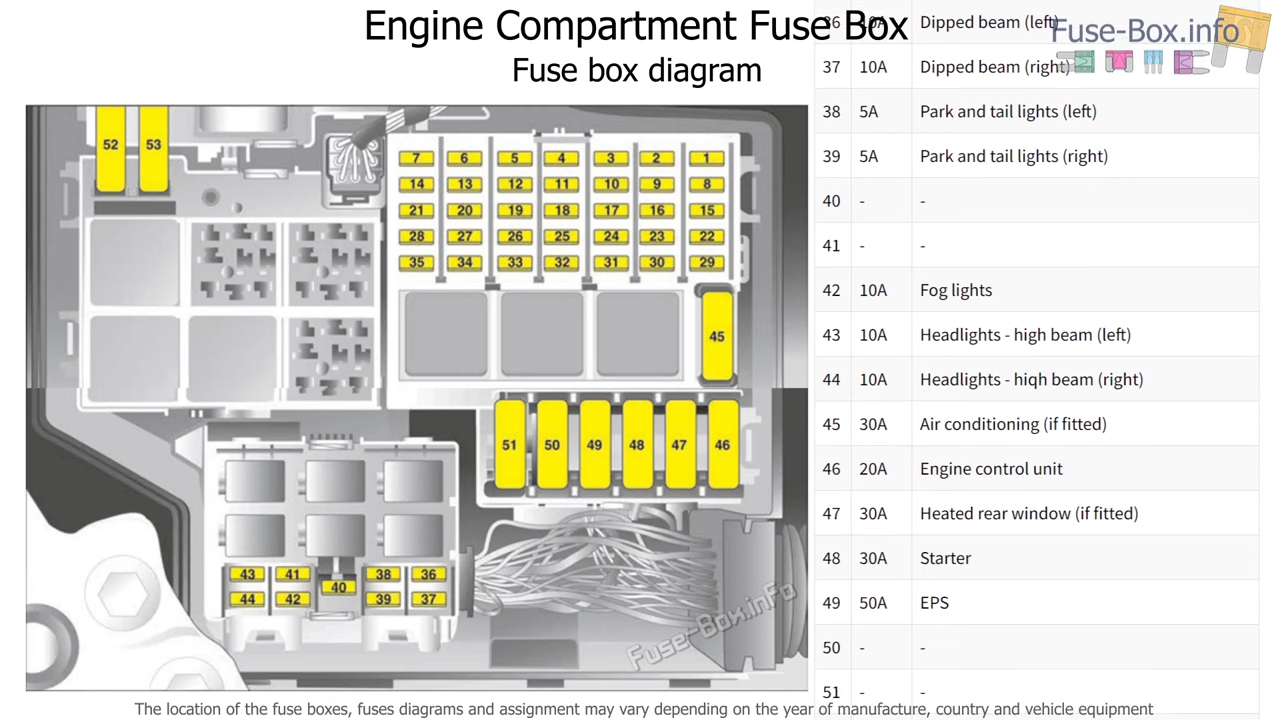 Engine Compartment Fuse Box
Fuse box diagram
Fuse-Box.info
52 53
7 6 5 4 3 2 1
14 13 12 11 10 9 8
21 20 19 18 17 16 15
28 27 26 25 24 23 22
35 34 33 32 31 30 29
45
51 50 49 48 47 46
43 41 40 38 36
44 42 39 37
Fuse-Box.info
36 10A Dipped beam (left)
37 10A Dipped beam (right)
38 5A Park and tail lights (left)
39 5A Park and tail lights (right)
40 - -
41 - -
42 10A Fog lights
43 10A Headlights - high beam (left)
44 10A Headlights - high beam (right)
45 30A Air conditioning (if fitted)
46 20A Engine control unit
47 30A Heated rear window (if fitted)
48 30A Starter
49 50A EPS
50 - -
51 - -
The location of the fuse boxes, fuses diagrams and assignment may vary depending on the year of manufacture, country and vehicle equipment